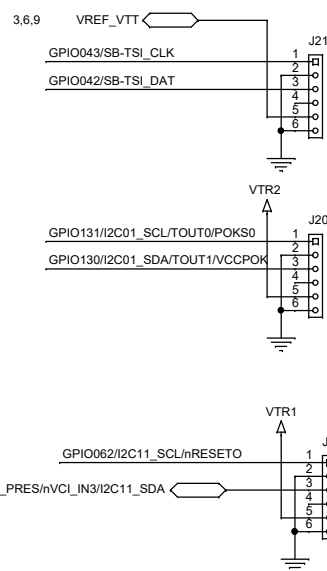 3,6,9 VREF_VTT
J21
GPIO043/SB-TSI_CLK 1
2
GPIO042/SB-TSI_DAT 3
4
5
6
VTR2
J20
GPIO131/I2C01_SCL/TOUT0/POKS0 1
2
GPIO130/I2C01_SDA/TOUT1/VCCPOK 3
4
5
6
VTR1
J
GPIO062/I2C11_SCL/nRESETO 1
2
_PRES/nVCI_IN3/I2C11_SDA 3
4
5
6